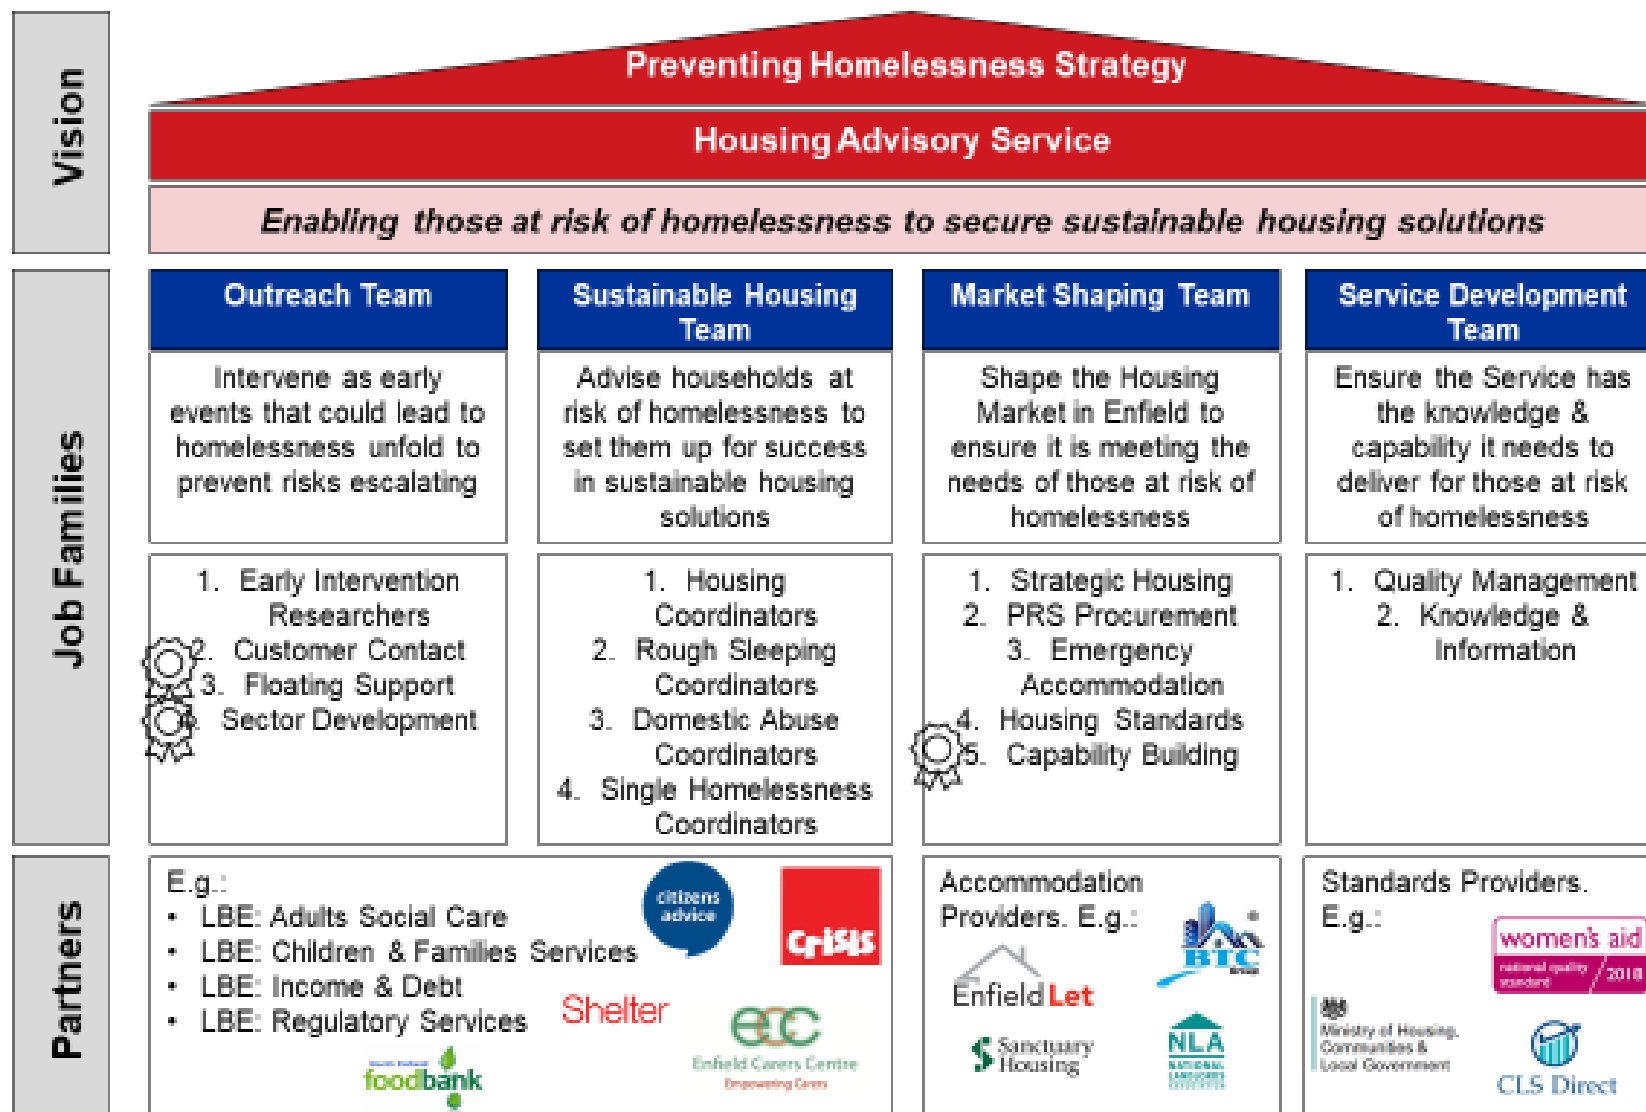 Vision
Preventing Homelessness Strategy
Housing Advisory Service
Enabling those at risk of homelessness to secure sustainable housing solutions
Job Families
Outreach Team
Intervene as early
events that could lead to
homelessness unfold to
prevent risks escalating
1. Early Intervention
Researchers
2. Customer Contact
3. Floating Support
4. Sector Development
Sustainable Housing
Team
Advise households at
risk of homelessness to
set them up for success
in sustainable housing
solutions
1. Housing
Coordinators
2. Rough Sleeping
Coordinators
3. Domestic Abuse
Coordinators
4. Single Homelessness
Coordinators
Market Shaping Team
Shape the Housing
Market in Enfield to
ensure it is meeting the
needs of those at risk of
homelessness
1. Strategic Housing
2. PRS Procurement
3. Emergency
Accommodation
4. Housing Standards
5. Capability Building
Service Development
Team
Ensure the Service has
the knowledge &
capability it needs to
deliver for those at risk
of homelessness
1. Quality Management
2. Knowledge &
Information
Partners
E.g.:
• LBE: Adults Social Care
• LBE: Children & Families Services
• LBE: Income & Debt
• LBE: Regulatory Services
citizens
advice
CRISIS
Shelter
foodbank
ecc
Enfield Carers Centre
Empowering Carers
Accommodation
Providers. E.g.:
BTC
Group
Enfield Let
Sanctuary
Housing
NLA
NATIONAL
LANDLORDS
ASSOCIATION
Standards Providers.
E.g.:
women's aid
national quality
standard / 2018
Ministry of Housing,
Communities &
Local Government
CLS Direct